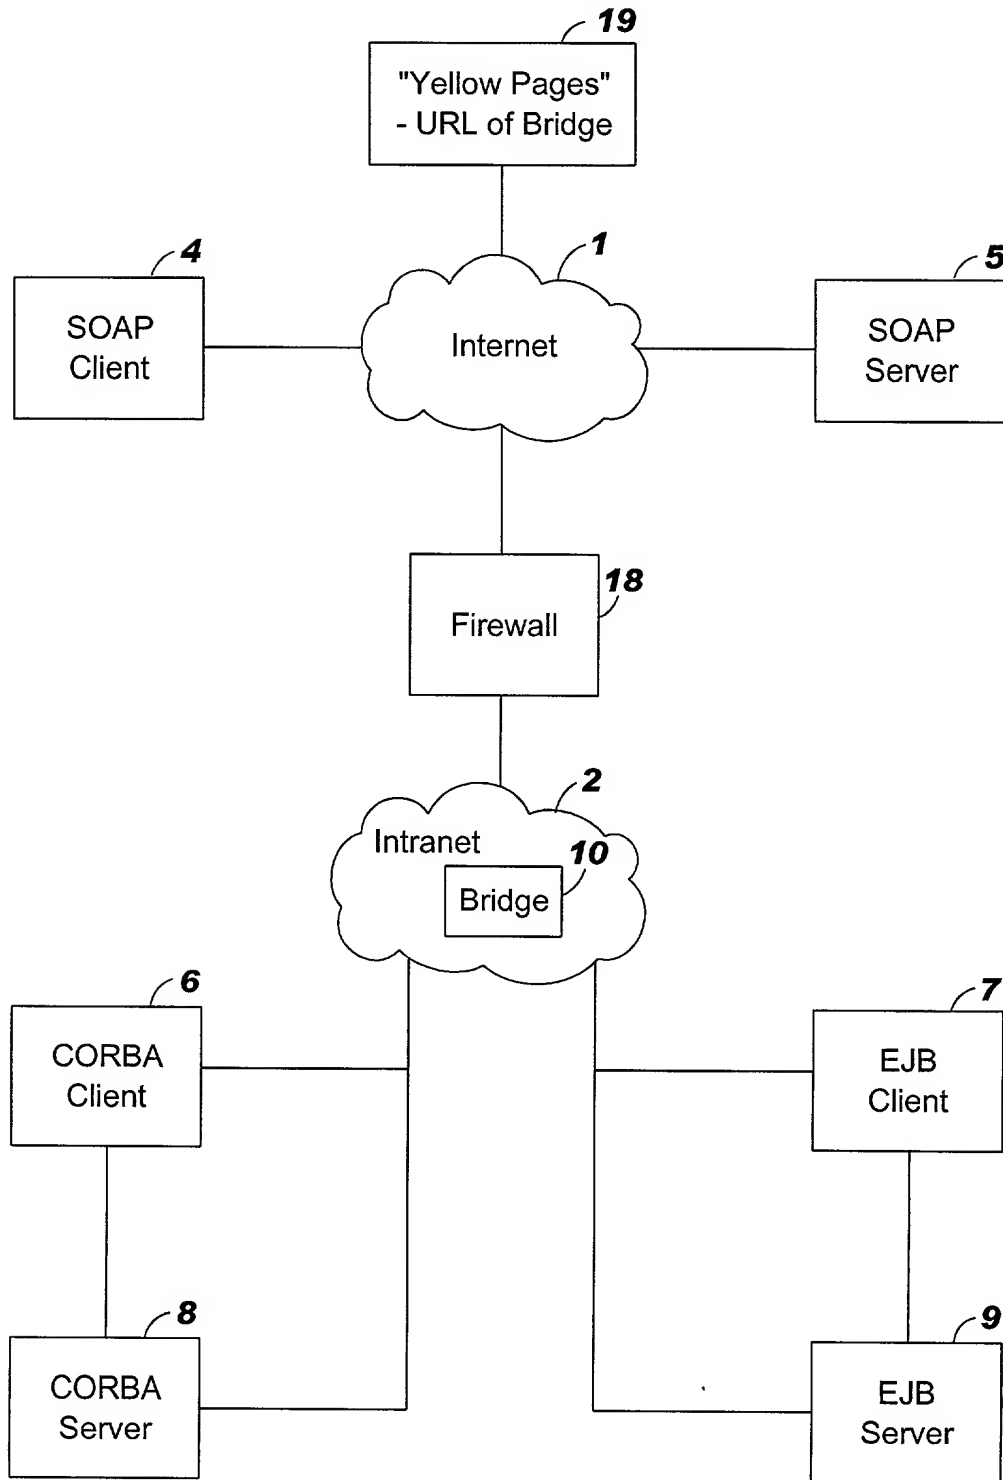 19
"Yellow Pages"
- URL of Bridge
4
SOAP
Client
1
Internet
5
SOAP
Server
18
Firewall
2
Intranet
10
Bridge
6
CORBA
Client
7
EJB
Client
8
CORBA
Server
9
EJB
Server